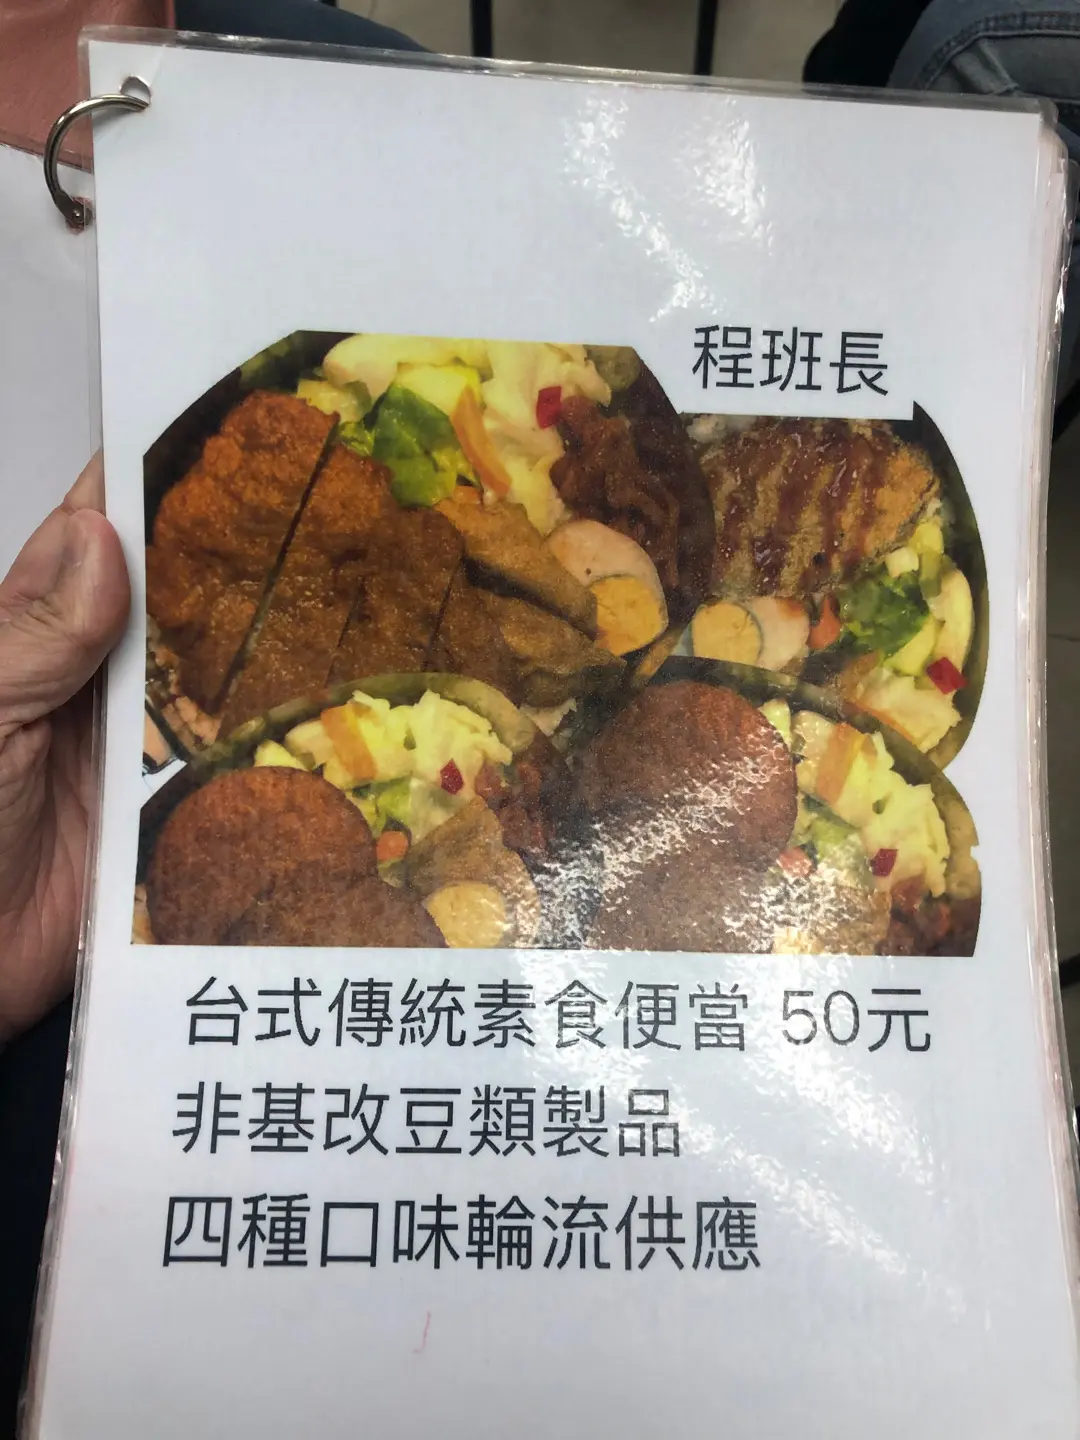 程班長
台式傳統素食便當 50元
非基改豆類製品
四種口味輪流供應